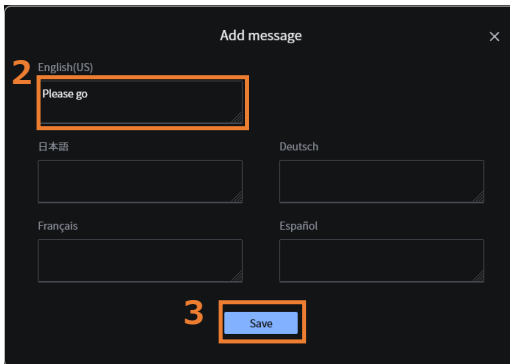 Add message
English(US)
2
Please go
日本語
Deutsch
Français
Español
3
Save